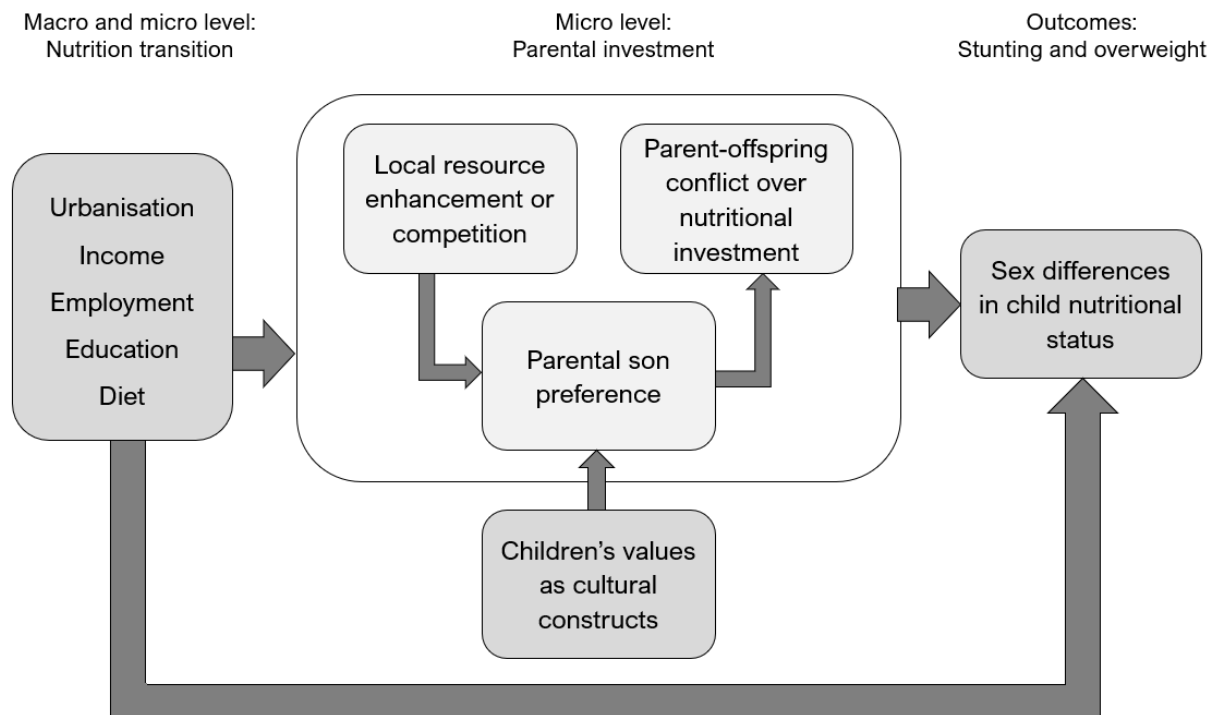 Macro and micro level:
Nutrition transition
Micro level:
Parental investment
Outcomes:
Stunting and overweight
Urbanisation
Income
Employment
Education
Diet
Local resource
enhancement or
competition
Parent-offspring
conflict over
nutritional
investment
Parental son
preference
Children’s values
as cultural
constructs
Sex differences
in child nutritional
status